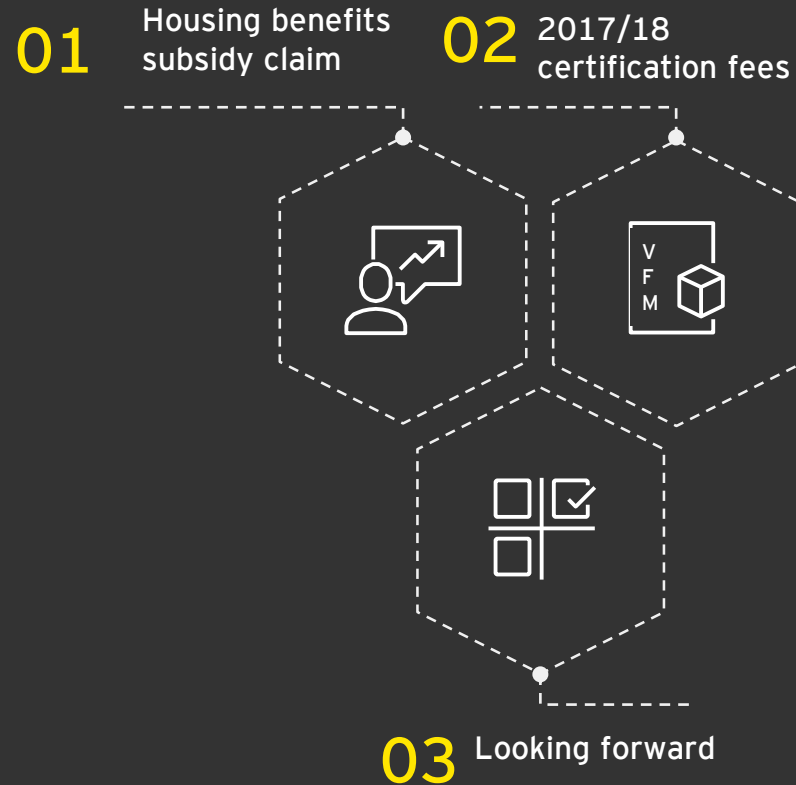 01
Housing benefits
subsidy claim
02
2017/18
certification fees
V
F
M
03
Looking forward